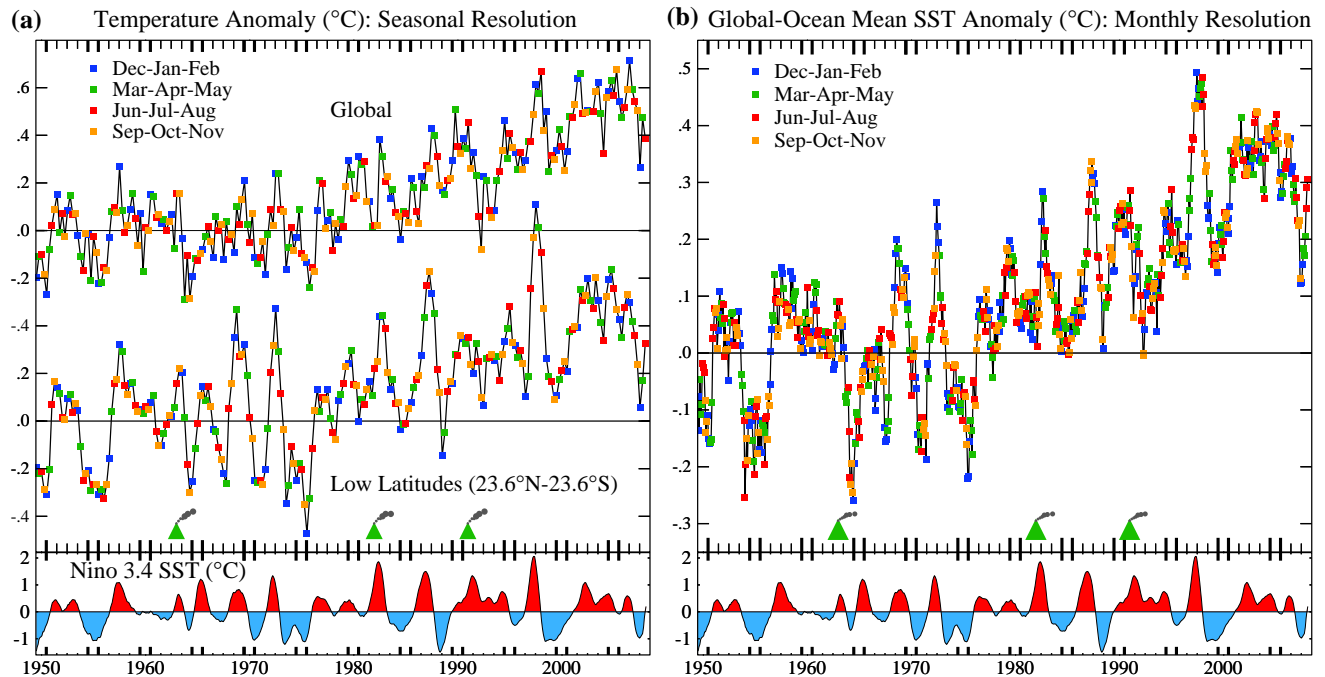 (a) Temperature Anomaly (°C): Seasonal Resolution
Dec-Jan-Feb
Mar-Apr-May
Jun-Jul-Aug
Sep-Oct-Nov
Global
.6
.4
.2
.0
-.2
-.4
.2
.0
.2
-.4
Low Latitudes (23.6°N-23.6°S)
Nino 3.4 SST (°C)
2
1
0
-1
1950 1960 1970 1980 1990 2000
(b) Global-Ocean Mean SST Anomaly (°C): Monthly Resolution
Dec-Jan-Feb
Mar-Apr-May
Jun-Jul-Aug
Sep-Oct-Nov
.5
.4
.3
.2
.1
.0
-.1
-.2
-.3
2
1
0
-1
1950 1960 1970 1980 1990 2000